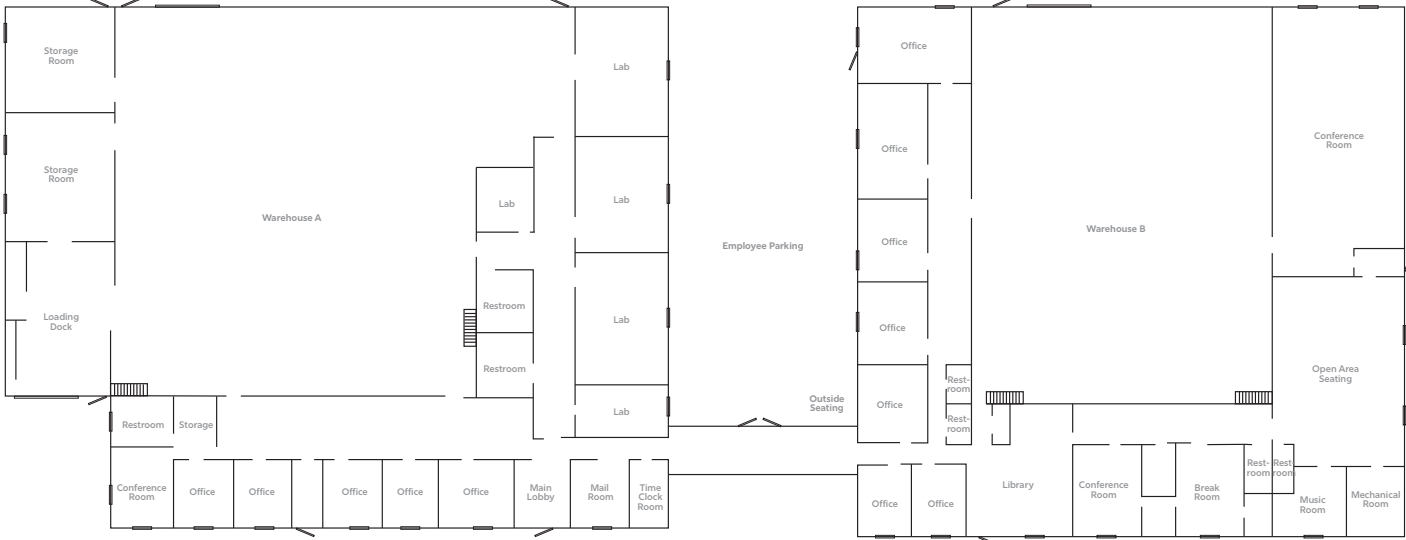 Storage
Room
Lab
Office
Conference
Room
Office
Storage
Room
Warehouse A
Lab
Lab
Employee Parking
Office
Warehouse B
Loading
Dock
Restroom
Lab
Office
Restroom
Open Area
Seating
Rest-
room
Outside
Seating
Office
Lab
Rest-
room
Restroom
Storage
Conference
Room
Office
Office
Office
Office
Office
Main
Lobby
Mail
Room
Time
Clock
Room
Office
Office
Library
Conference
Room
Break
Room
Rest-
room
Rest-
room
Music
Room
Mechanical
Room